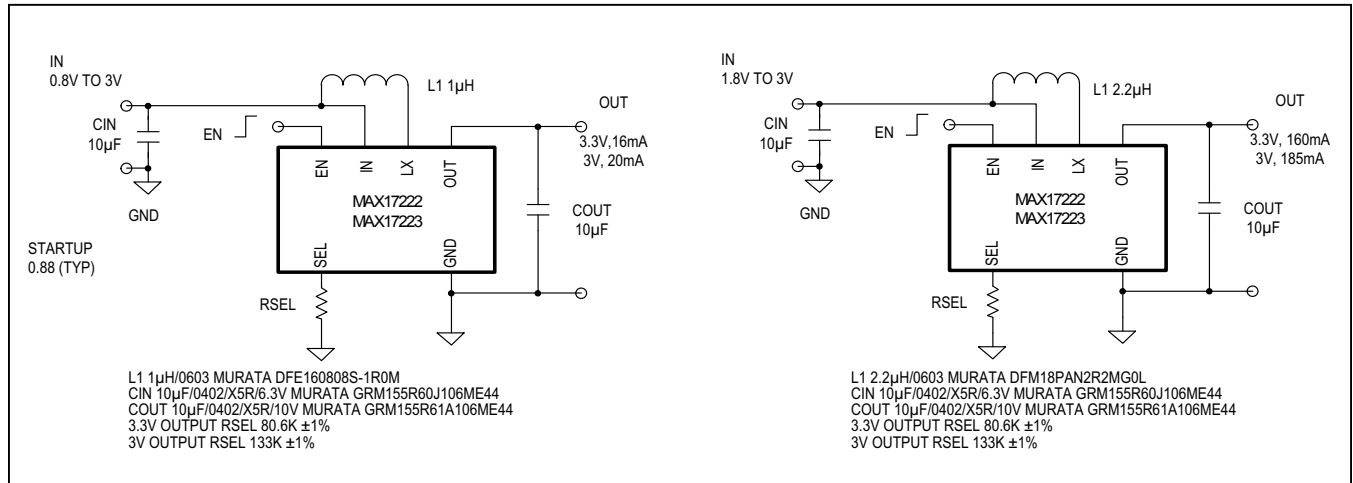 IN
0.8V TO 3V
L1 1µH
CIN
10µF
EN
OUT
3.3V,16mA
3V, 20mA
EN
IN
LX
OUT
MAX17222
MAX17223
GND
COUT
10µF
STARTUP
0.88 (TYP)
SEL
GND
RSEL
L1 1µH/0603 MURATA DFE160808S-1R0M
CIN 10µF/0402/X5R/6.3V MURATA GRM155R60J106ME44
COUT 10µF/0402/X5R/10V MURATA GRM155R61A106ME44
3.3V OUTPUT RSEL 80.6K ±1%
3V OUTPUT RSEL 133K ±1%
IN
1.8V TO 3V
L1 2.2µH
CIN
10µF
EN
OUT
3.3V, 160mA
3V, 185mA
EN
IN
LX
OUT
MAX17222
MAX17223
GND
COUT
10µF
SEL
GND
RSEL
L1 2.2µH/0603 MURATA DFM18PAN2R2MG0L
CIN 10µF/0402/X5R/6.3V MURATA GRM155R60J106ME44
COUT 10µF/0402/X5R/10V MURATA GRM155R61A106ME44
3.3V OUTPUT RSEL 80.6K ±1%
3V OUTPUT RSEL 133K ±1%